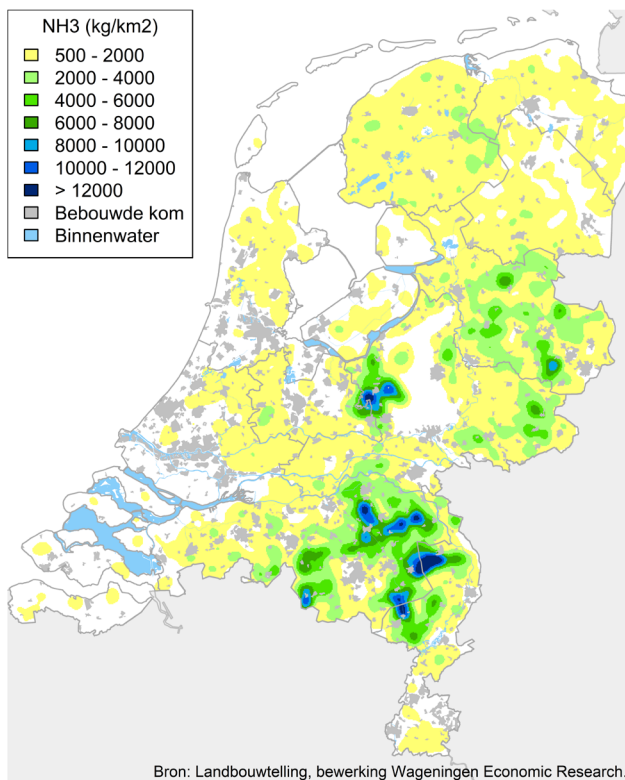 NH3 (kg/km2)
500 - 2000
2000 - 4000
4000 - 6000
6000 - 8000
8000 - 10000
10000 - 12000
> 12000
Bebouwde kom
Binnenwater
Bron: Landbouwtelling, bewerking Wageningen Economic Research.